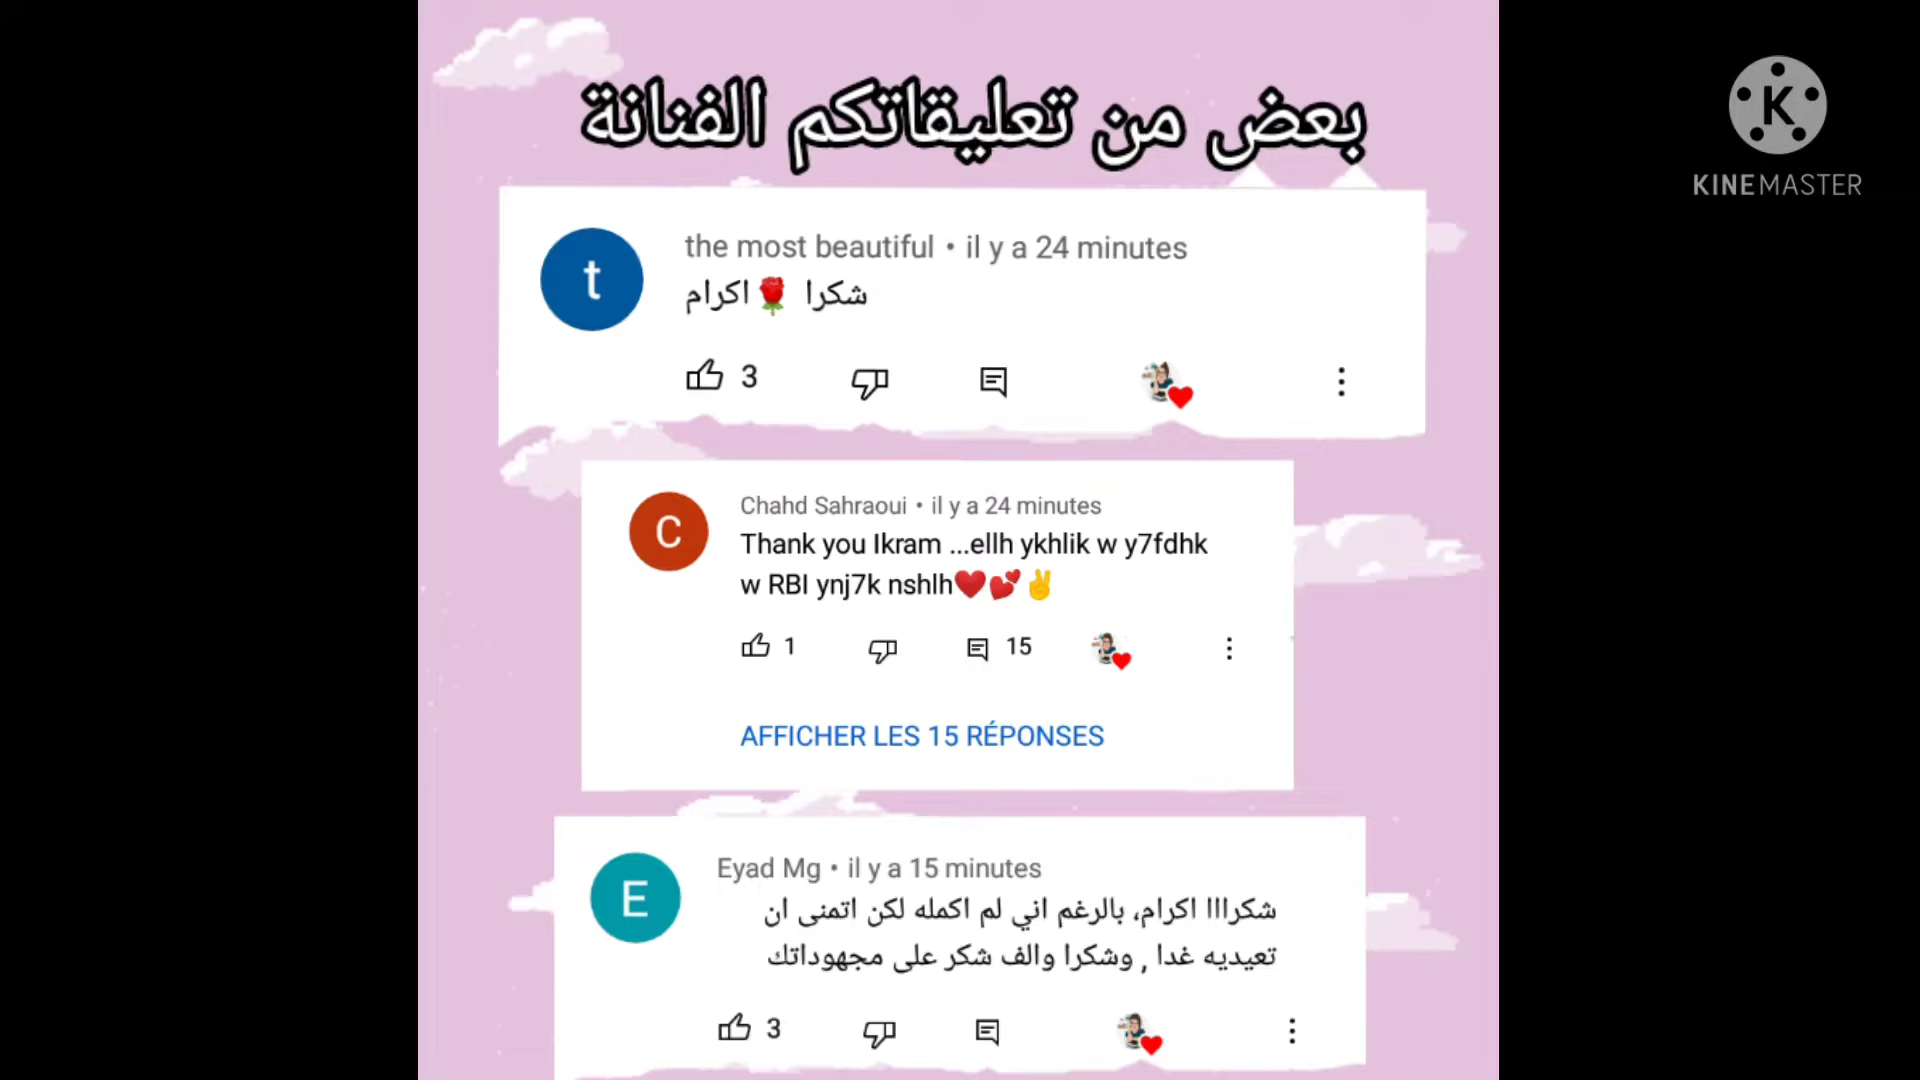 بعض من تعليقاتكم الفنانة
KINEMASTER
t
the most beautiful • il y a 24 minutes
شكرا 🌹اكرام
3
C
Chahd Sahraoui • il y a 24 minutes
Thank you Ikram ...ellh ykhlik w y7fdhk
w RBI ynj7k nshlh❤️💕✌️
1 15
AFFICHER LES 15 RÉPONSES
E
Eyad Mg • il y a 15 minutes
شكرااا اكرام، بالرغم اني لم اكمله لكن اتمنى ان
تعيديه غدا , وشكرا والف شكر على مجهوداتك
3